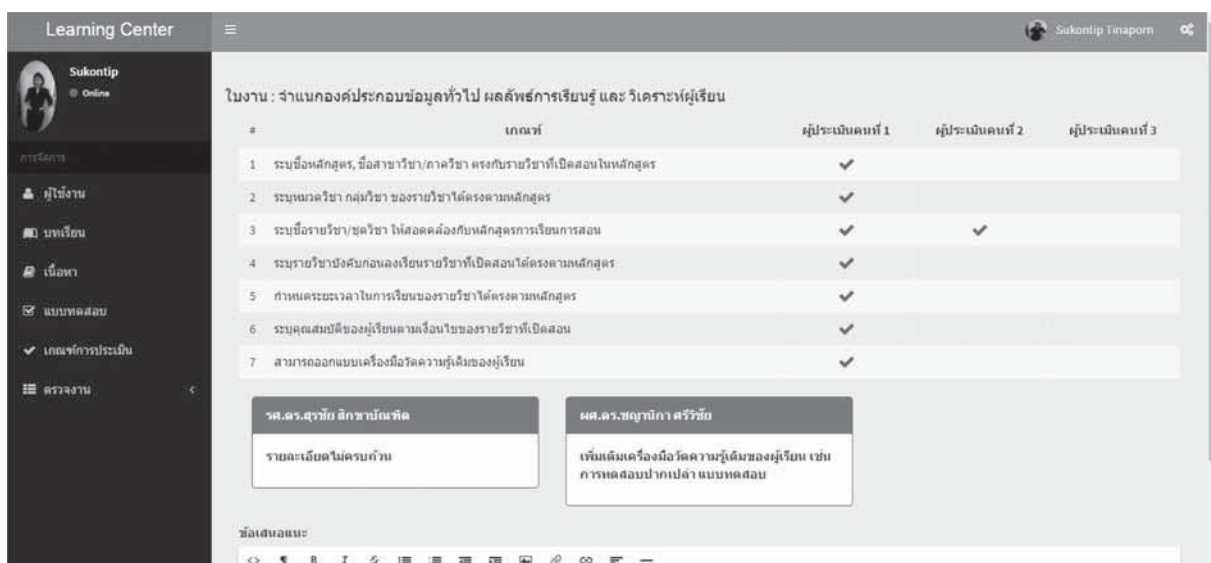 Learning Center
Sukontip Tinaporn
Sukontip
Online
การจัดการ
ผู้ใช้งาน
บทเรียน
เนื้อหา
แบบทดสอบ
เกณฑ์การประเมิน
ตรวจงาน
ใบงาน : จำแนกองค์ประกอบข้อมูลทั่วไป ผลลัพธ์การเรียนรู้ และ วิเคราะห์ผู้เรียน
# เกณฑ์ ผู้ประเมินคนที่ 1 ผู้ประเมินคนที่ 2 ผู้ประเมินคนที่ 3
1 ระบุชื่อหลักสูตร, ชื่อสาขาวิชา/ภาควิชา ตรงกับรายวิชาที่เปิดสอนในหลักสูตร ✔
2 ระบุหมวดวิชา กลุ่มวิชา ของรายวิชาได้ตรงตามหลักสูตร ✔
3 ระบุชื่อรายวิชา/ชุดวิชา ให้สอดคล้องกับหลักสูตรการเรียนการสอน ✔ ✔
4 ระบุรายวิชาบังคับก่อนลงเรียนรายวิชาที่เปิดสอนได้ตรงตามหลักสูตร ✔
5 กำหนดระยะเวลาในการเรียนของรายวิชาได้ตรงตามหลักสูตร ✔
6 ระบุคุณสมบัติของผู้เรียนตามเงื่อนไขของรายวิชาที่เปิดสอน ✔
7 สามารถออกแบบเครื่องมือวัดความรู้เดิมของผู้เรียน ✔
รศ.ดร.สุรชัย สิกขาบัณฑิต
รายละเอียดไม่ครบถ้วน
ผศ.ดร.ชญานิกา ศรีวิชัย
เพิ่มเติมเครื่องมือวัดความรู้เดิมของผู้เรียน เช่น
การทดสอบปากเปล่า แบบทดสอบ
ข้อเสนอแนะ